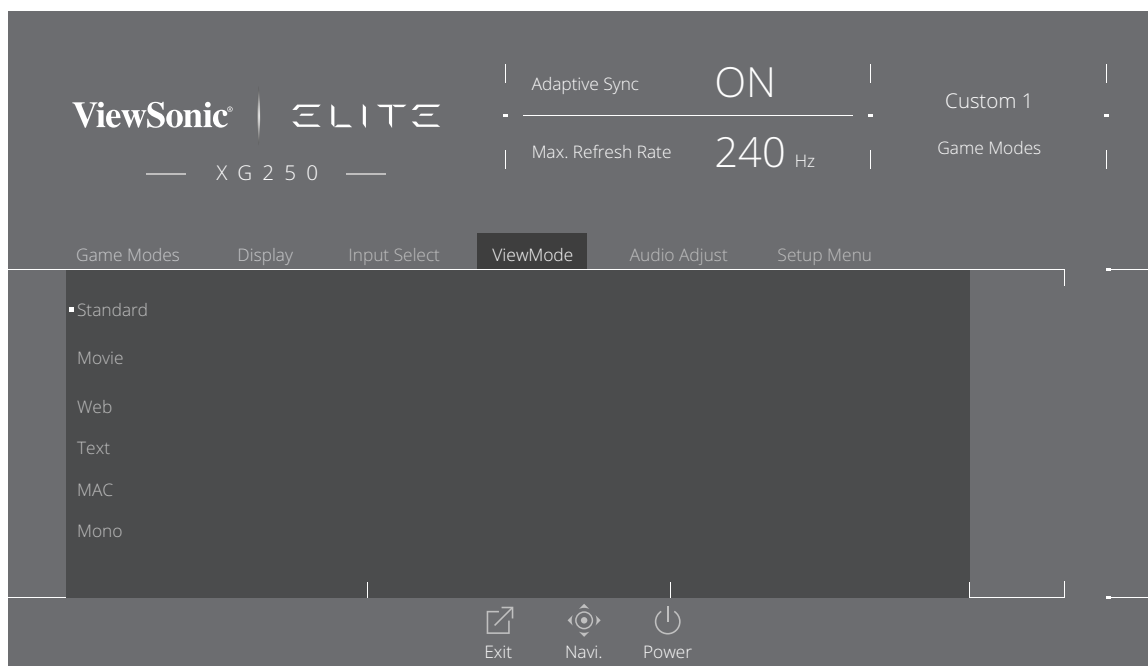 ViewSonic® | ELITE
XG250
Adaptive Sync ON
Max. Refresh Rate 240 Hz
Custom 1
Game Modes
Game Modes Display Input Select ViewMode Audio Adjust Setup Menu
Standard
Movie
Web
Text
MAC
Mono
Exit Navi. Power